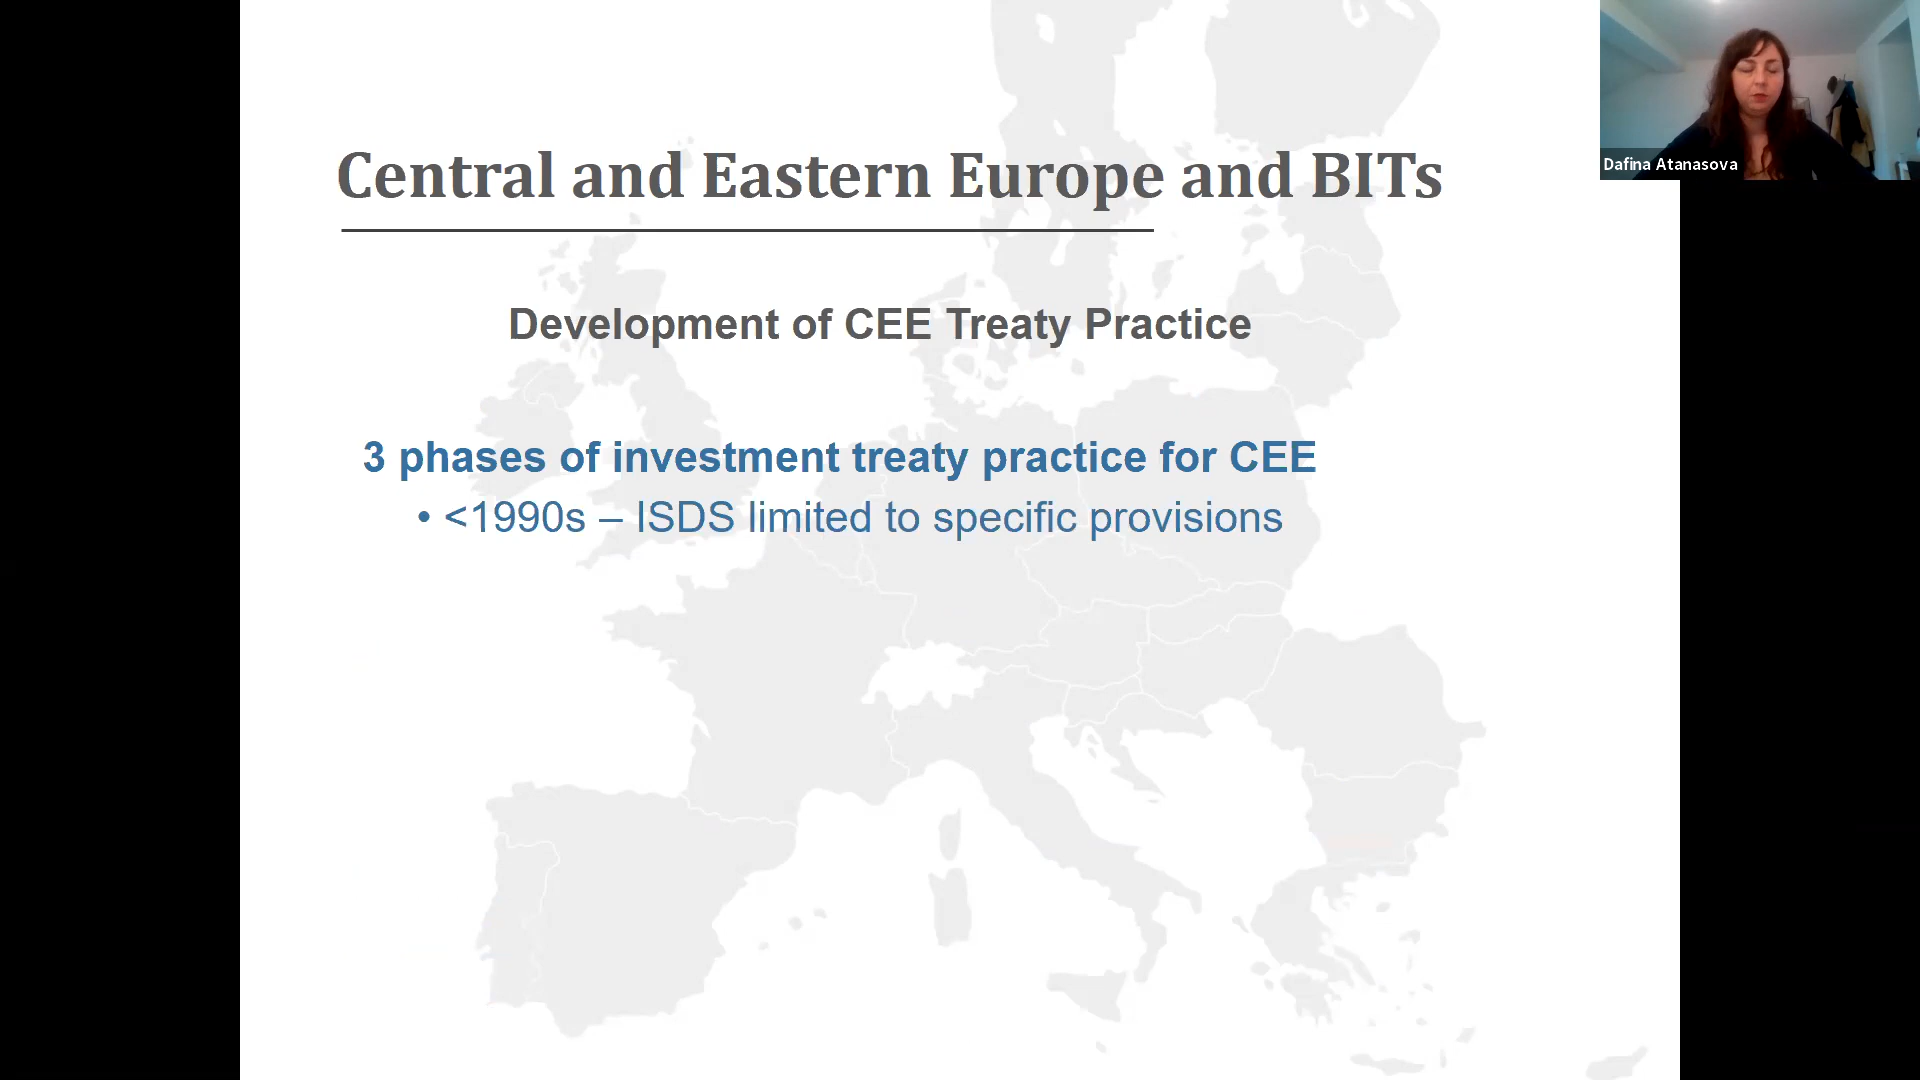 Central and Eastern Europe and BITs
Dafina Atanasova
Development of CEE Treaty Practice
3 phases of investment treaty practice for CEE
• <1990s – ISDS limited to specific provisions